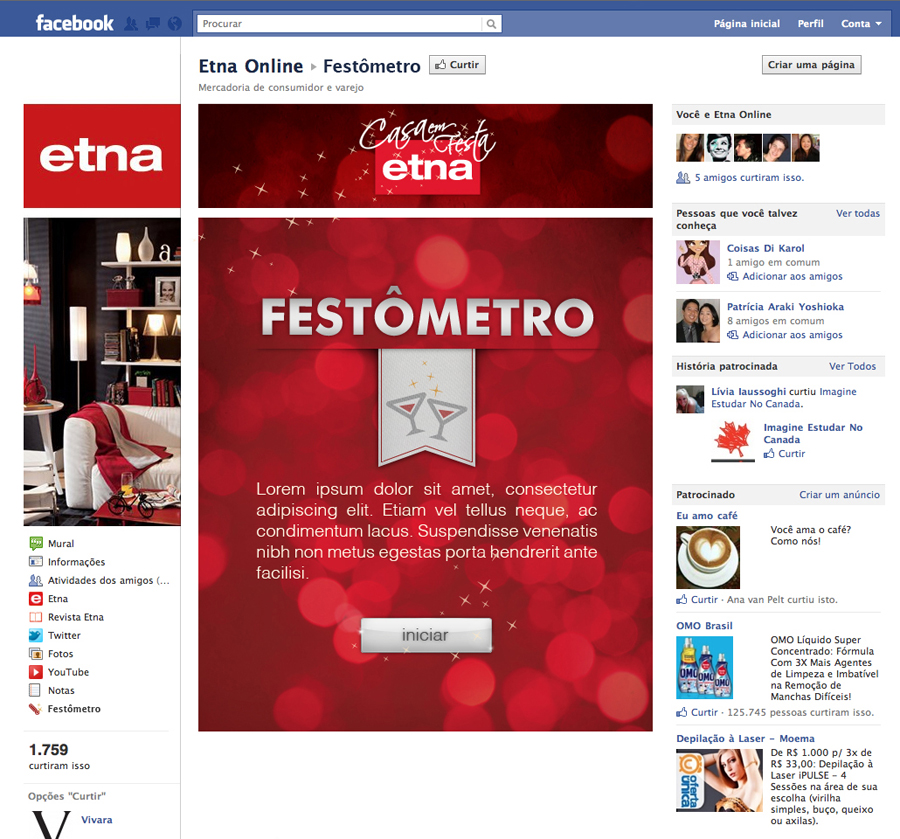 facebook
Procurar
Página inicial Perfil Conta
Etna Online ▸ Festômetro Curtir
Criar uma página
Mercadoria de consumidor e varejo
etna
a
Mural
Informações
Atividades dos amigos (...
Etna
Revista Etna
Twitter
Fotos
YouTube
Notas
Festômetro
1.759
curtiram isso
Opções "Curtir"
V
Vivara
Casa em Festa
etna
FESTÔMETRO
Lorem ipsum dolor sit amet, consectetur
adipiscing elit. Etiam vel tellus neque, ac
condimentum lacus. Suspendisse venenatis
nibh non metus egestas porta hendrerit ante
facilisi.
iniciar
Você e Etna Online
5 amigos curtiram isso.
Pessoas que você talvez
conheça
Ver todas
Coisas Di Karol
1 amigo em comum
Adicionar aos amigos
Patrícia Araki Yoshioka
8 amigos em comum
Adicionar aos amigos
História patrocinada Ver Todos
Lívia Iaussoghi curtiu Imagine
Estudar No Canada.
Imagine Estudar No
Canada
Curtir
Patrocinado Criar um anúncio
Eu amo café
Você ama o café?
Como nós!
Curtir · Ana van Pelt curtiu isto.
OMO Brasil
OMO
OMO
OMO
OMO Líquido Super
Concentrado: Fórmula
Com 3X Mais Agentes
de Limpeza e Imbatível
na Remoção de
Manchas Difíceis!
Curtir · 125.745 pessoas curtiram isso.
Depilação à Laser - Moema
oferta
única
De R$ 1.000 p/ 3x de
R$ 33,00: Depilação à
Laser iPULSE - 4
Sessões na área de sua
escolha (virilha
simples, buço, queixo
ou axilas).